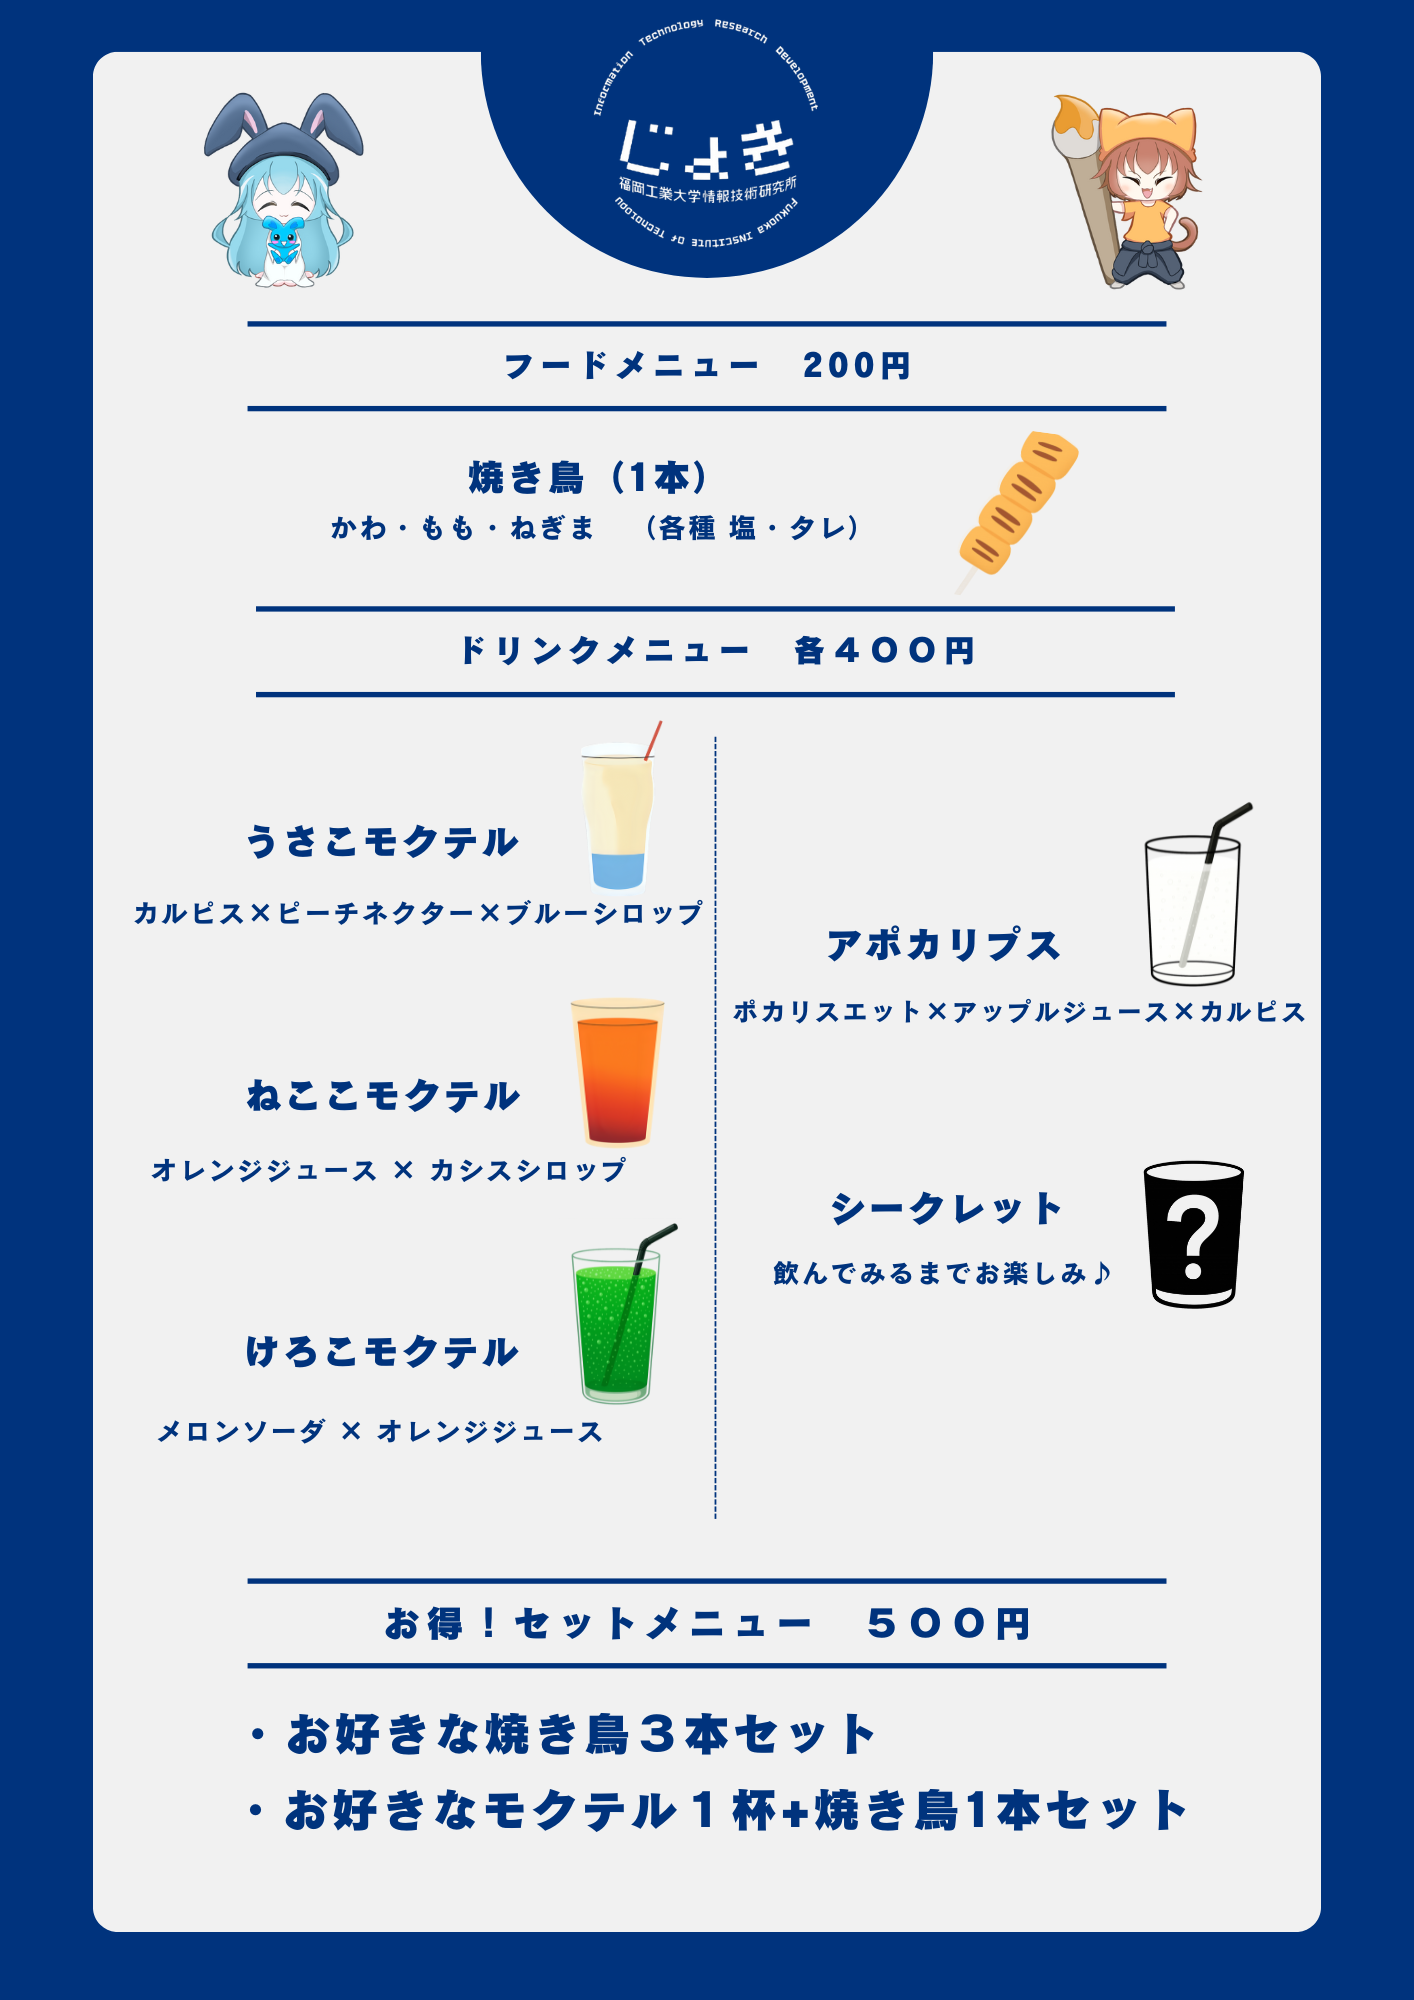 Information Technology Research Development
じょき
福岡工業大学情報技術研究所
Fukuoka Institute Of Tecnology
フードメニュー　200円
焼き鳥（1本）
かわ・もも・ねぎま　（各種 塩・タレ）
ドリンクメニュー　各４００円
うさこモクテル
カルピス×ピーチネクター×ブルーシロップ
ねここモクテル
オレンジジュース × カシスシロップ
けろこモクテル
メロンソーダ × オレンジジュース
アポカリプス
ポカリスエット×アップルジュース×カルピス
シークレット
飲んでみるまでお楽しみ♪
?
お得！セットメニュー　５００円
・お好きな焼き鳥３本セット
・お好きなモクテル１杯+焼き鳥1本セット